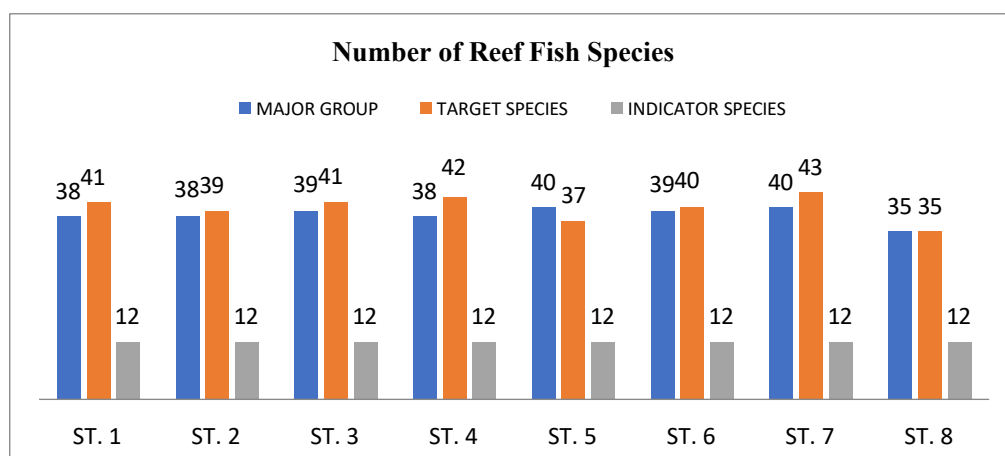 Number of Reef Fish Species
MAJOR GROUP TARGET SPECIES INDICATOR SPECIES
38 41 12 38 39 12 39 41 12 38 42 12 40 37 12 39 40 12 40 43 12 35 35 12
ST. 1 ST. 2 ST. 3 ST. 4 ST. 5 ST. 6 ST. 7 ST. 8